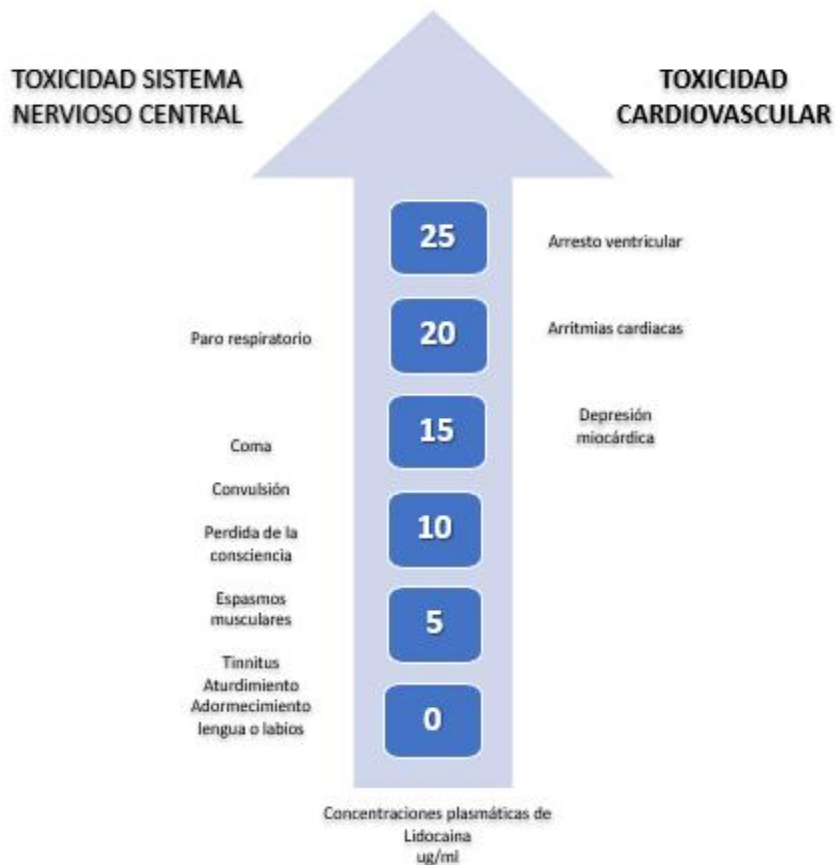 TOXICIDAD SISTEMA
NERVIOSO CENTRAL
TOXICIDAD
CARDIOVASCULAR
25
Arresto ventricular
Paro respiratorio
20
Arritmias cardiacas
15
Depresión
miocárdica
Coma
Convulsión
10
Perdida de la
consciencia
Espasmos
musculares
5
Tinnitus
Aturdimiento
Adormecimiento
lengua o labios
0
Concentraciones plasmáticas de
Lidocaina
ug/ml